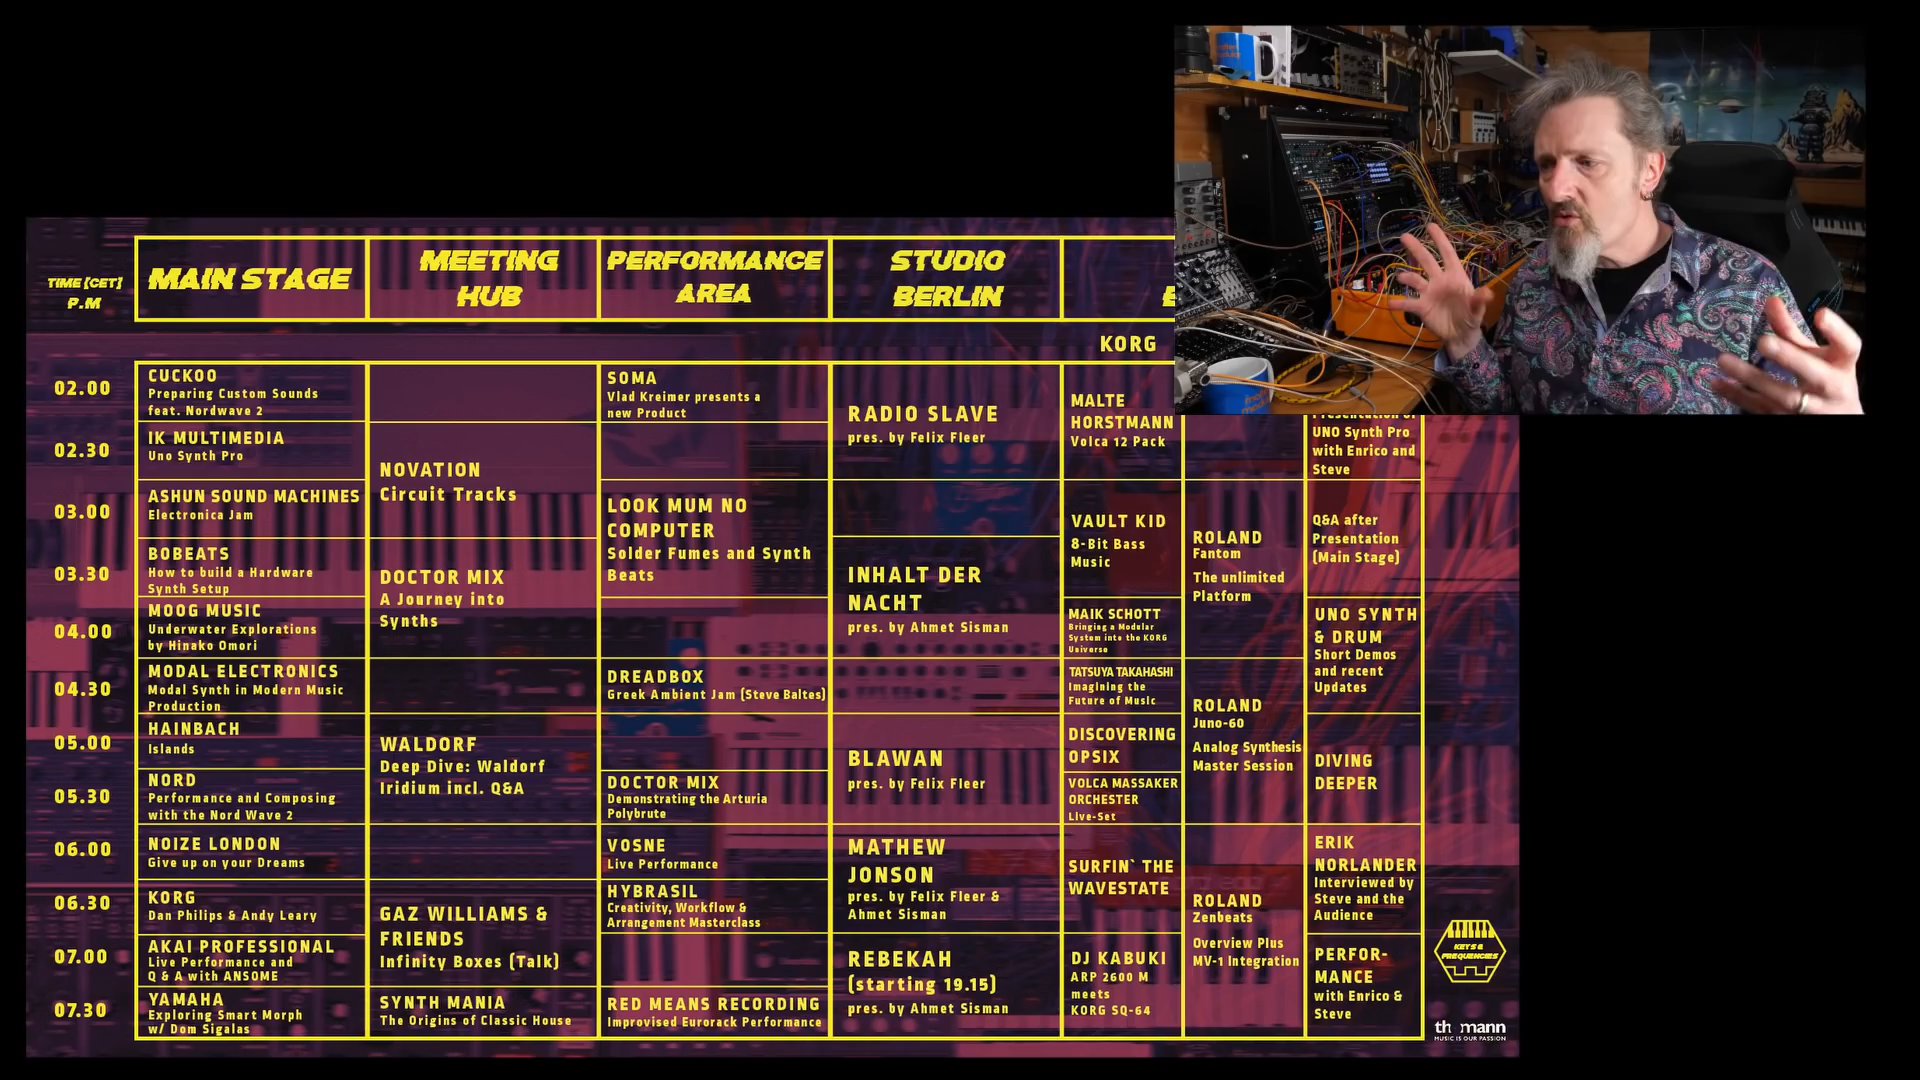 TIME [CET]
P.M
MAIN STAGE
MEETING
HUB
PERFORMANCE
AREA
STUDIO
BERLIN
KORG
02.00
02.30
03.00
03.30
04.00
04.30
05.00
05.30
06.00
06.30
07.00
07.30
CUCKOO
Preparing Custom Sounds
feat. Nordwave 2
IK MULTIMEDIA
Uno Synth Pro
ASHUN SOUND MACHINES
Electronica Jam
BOBEATS
How to build a Hardware
Synth Setup
MOOG MUSIC
Underwater Explorations
by Hinako Omori
MODAL ELECTRONICS
Modal Synth in Modern Music
Production
HAINBACH
Islands
NORD
Performance and Composing
with the Nord Wave 2
NOIZE LONDON
Give up on your Dreams
KORG
Dan Philips & Andy Leary
AKAI PROFESSIONAL
Live Performance and
Q & A with ANSOME
YAMAHA
Exploring Smart Morph
w/ Dom Sigalas
NOVATION
Circuit Tracks
DOCTOR MIX
A Journey into
Synths
WALDORF
Deep Dive: Waldorf
Iridium incl. Q&A
GAZ WILLIAMS &
FRIENDS
Infinity Boxes (Talk)
SYNTH MANIA
The Origins of Classic House
SOMA
Vlad Kreimer presents a
new Product
LOOK MUM NO
COMPUTER
Solder Fumes and Synth
Beats
DREADBOX
Greek Ambient Jam (Steve Baltes)
DOCTOR MIX
Demonstrating the Arturia
Polybrute
VOSNE
Live Performance
HYBRASIL
Creativity, Workflow &
Arrangement Masterclass
RED MEANS RECORDING
Improvised Eurorack Performance
RADIO SLAVE
pres. by Felix Fleer
INHALT DER
NACHT
pres. by Ahmet Sisman
BLAWAN
pres. by Felix Fleer
MATHEW
JONSON
pres. by Felix Fleer &
Ahmet Sisman
REBEKAH
(starting 19.15)
pres. by Ahmet Sisman
MALTE
HORSTMANN
Volca 12 Pack
VAULT KID
8-Bit Bass
Music
MAIK SCHOTT
Bringing a Modular
System into the KORG
Universe
TATSUYA TAKAHASHI
Imagining the
Future of Music
DISCOVERING
OPSIX
VOLCA MASSAKER
ORCHESTER
Live-Set
SURFIN` THE
WAVESTATE
DJ KABUKI
ARP 2600 M
meets
KORG SQ-64
ROLAND
Fantom
The unlimited
Platform
ROLAND
Juno-60
Analog Synthesis
Master Session
ROLAND
Zenbeats
Overview Plus
MV-1 Integration
Presentation of
UNO Synth Pro
with Enrico and
Steve
Q&A after
Presentation
(Main Stage)
UNO SYNTH
& DRUM
Short Demos
and recent
Updates
DIVING
DEEPER
ERIK
NORLANDER
Interviewed by
Steve and the
Audience
PERFOR-
MANCE
with Enrico &
Steve
KEYS &
FREQUENCIES
th mann
MUSIC IS OUR PASSION